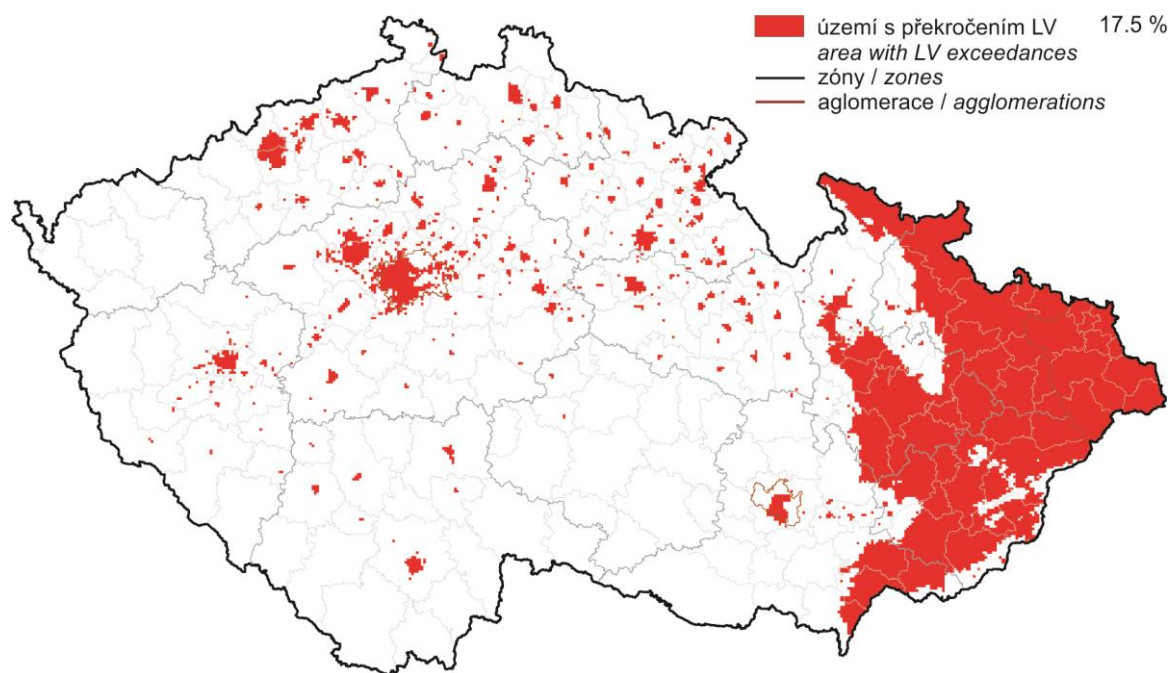 území s překročením LV 17.5 %
area with LV exceedances
zóny / zones
aglomerace / agglomerations